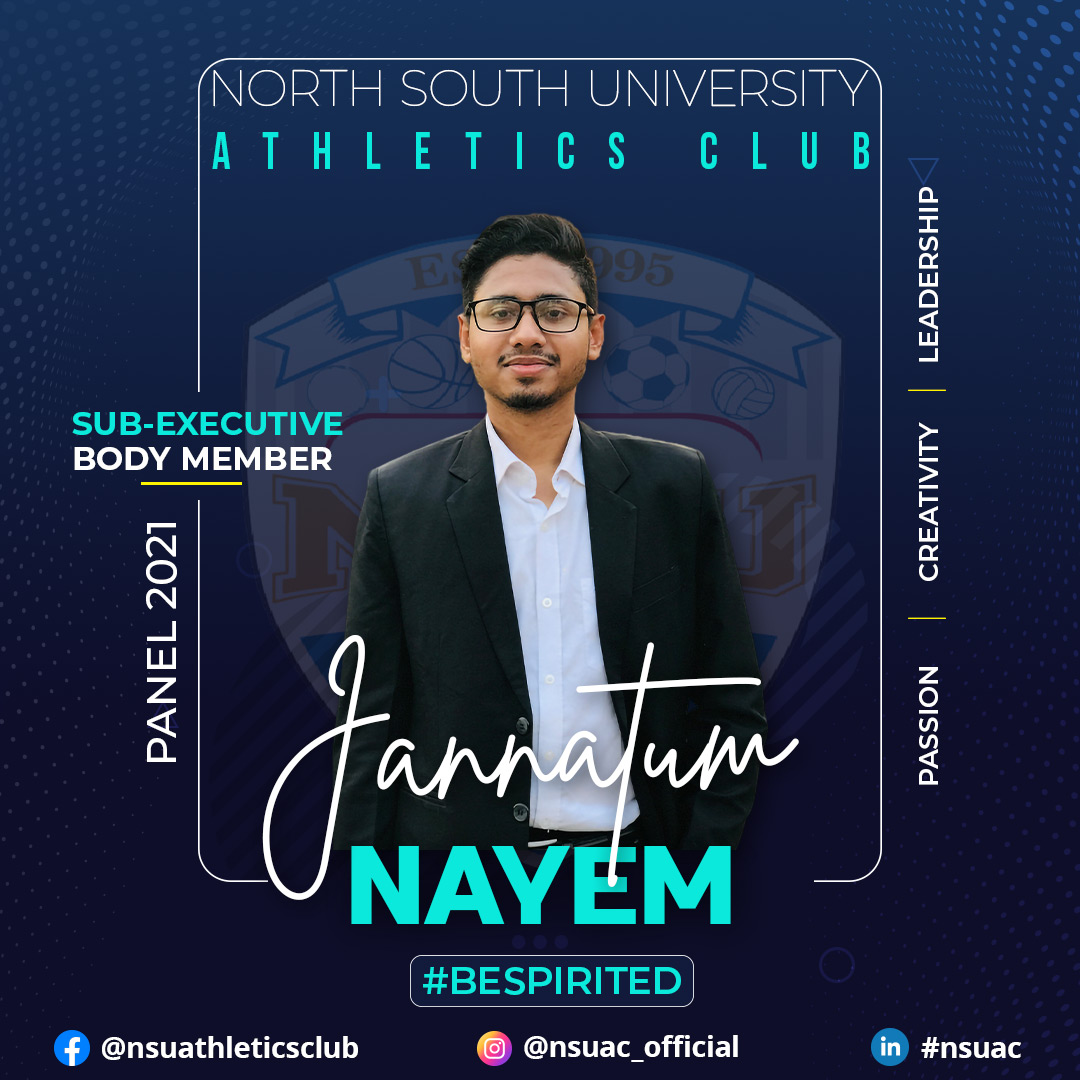 NORTH SOUTH UNIVERSITY
ATHLETICS CLUB
LEADERSHIP
CREATIVITY
PASSION
SUB-EXECUTIVE
BODY MEMBER
PANEL 2021
Jannatum
NAYEM
#BESPIRITED
@nsuathleticsclub
@nsuac_official
in #nsuac